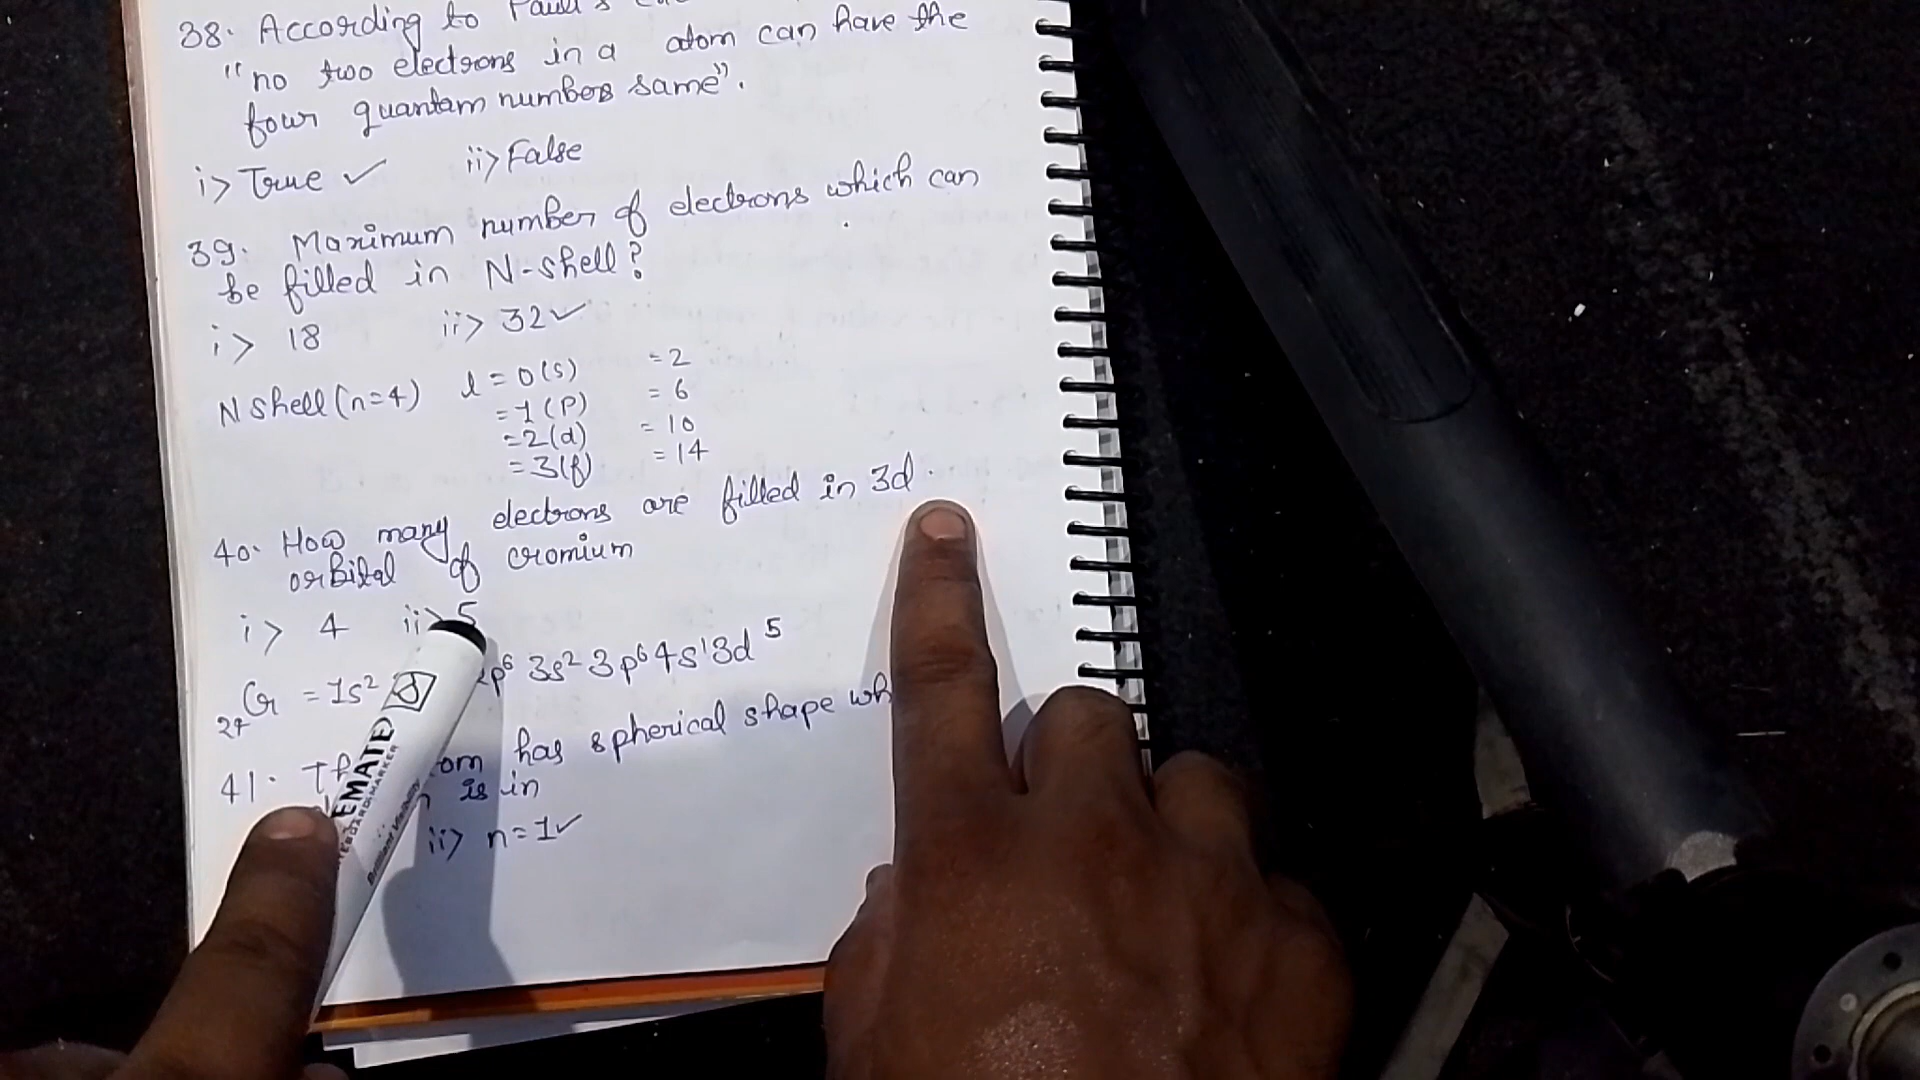 38. According to
"no two electrons in a atom can have the
four quantam numbers same".
i> True ✓ ii> False
39. Maximum number of electrons which can
be filled in N-shell?
i> 18 ii> 32 ✓
N shell (n=4) l = 0(s) = 2
= 1(p) = 6
= 2(d) = 10
= 3(f) = 14
40. How many electrons are filled in 3d
orbital of cromium
i> 4 ii> 5
24Cr = 1s² p⁶ 3s² 3p⁶ 4s¹ 3d⁵
41. has spherical shape
is in
ii> n=1 ✓
EMATE
Brilliant Visibility